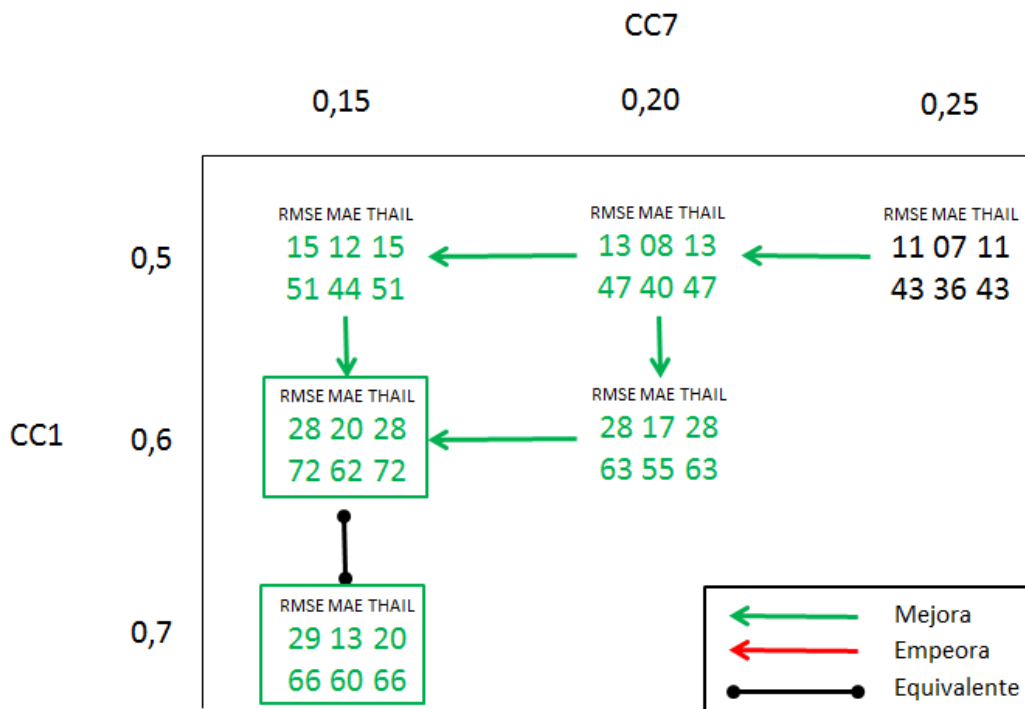 CC7
0,15 0,20 0,25
RMSE MAE THAIL RMSE MAE THAIL RMSE MAE THAIL
0,5 15 12 15 13 08 13 11 07 11
51 44 51 47 40 47 43 36 43
RMSE MAE THAIL RMSE MAE THAIL
CC1 0,6 28 20 28 28 17 28
72 62 72 63 55 63
RMSE MAE THAIL
0,7 29 13 20
66 60 66
Mejora
Empeora
Equivalente